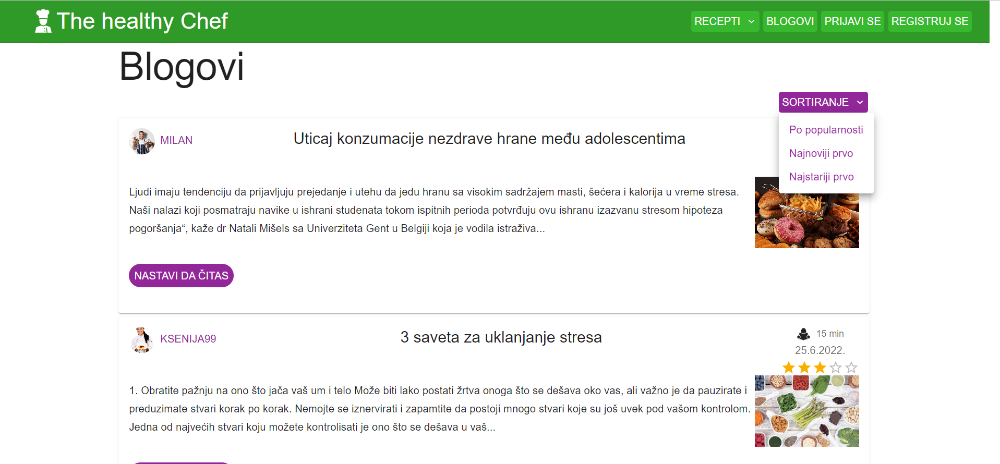 The healthy Chef
RECEPTI
BLOGOVI
PRIJAVI SE
REGISTRUJ SE
Blogovi
SORTIRANJE
Po popularnosti
Najnoviji prvo
Najstariji prvo
MILAN
Uticaj konzumacije nezdrave hrane među adolescentima
Ljudi imaju tendenciju da prijavljuju prejedanje i utehu da jedu hranu sa visokim sadržajem masti, šećera i kalorija u vreme stresa.
Naši nalazi koji posmatraju navike u ishrani studenata tokom ispitnih perioda potvrđuju ovu ishranu izazvanu stresom hipoteza
pogoršanja“, kaže dr Natali Mišels sa Univerziteta Gent u Belgiji koja je vodila istraživa...
NASTAVI DA ČITAS
KSENIJA99
3 saveta za uklanjanje stresa
15 min
25.6.2022.
1. Obratite pažnju na ono što jača vaš um i telo Može biti lako postati žrtva onoga što se dešava oko vas, ali važno je da pauzirate i
preduzimate stvari korak po korak. Nemojte se iznervirati i zapamtite da postoji mnogo stvari koje su još uvek pod vašom kontrolom.
Jedna od najvećih stvari koju možete kontrolisati je ono što se dešava u vaš...